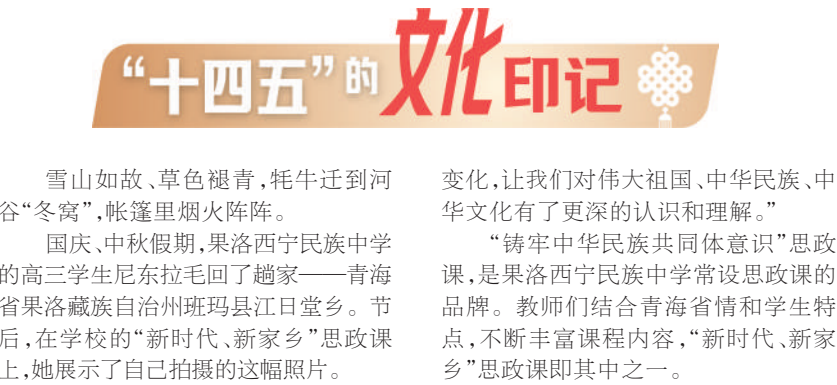 “十四五”的文化印记
雪山如故、草色褪青,牦牛迁到河
谷“冬窝”,帐篷里烟火阵阵。
国庆、中秋假期,果洛西宁民族中学
的高三学生尼东拉毛回了趟家——青海
省果洛藏族自治州班玛县江日堂乡。节
后,在学校的“新时代、新家乡”思政课
上,她展示了自己拍摄的这幅照片。
变化,让我们对伟大祖国、中华民族、中
华文化有了更深的认识和理解。”
“铸牢中华民族共同体意识”思政
课,是果洛西宁民族中学常设思政课的
品牌。教师们结合青海省情和学生特
点,不断丰富课程内容,“新时代、新家
乡”思政课即其中之一。